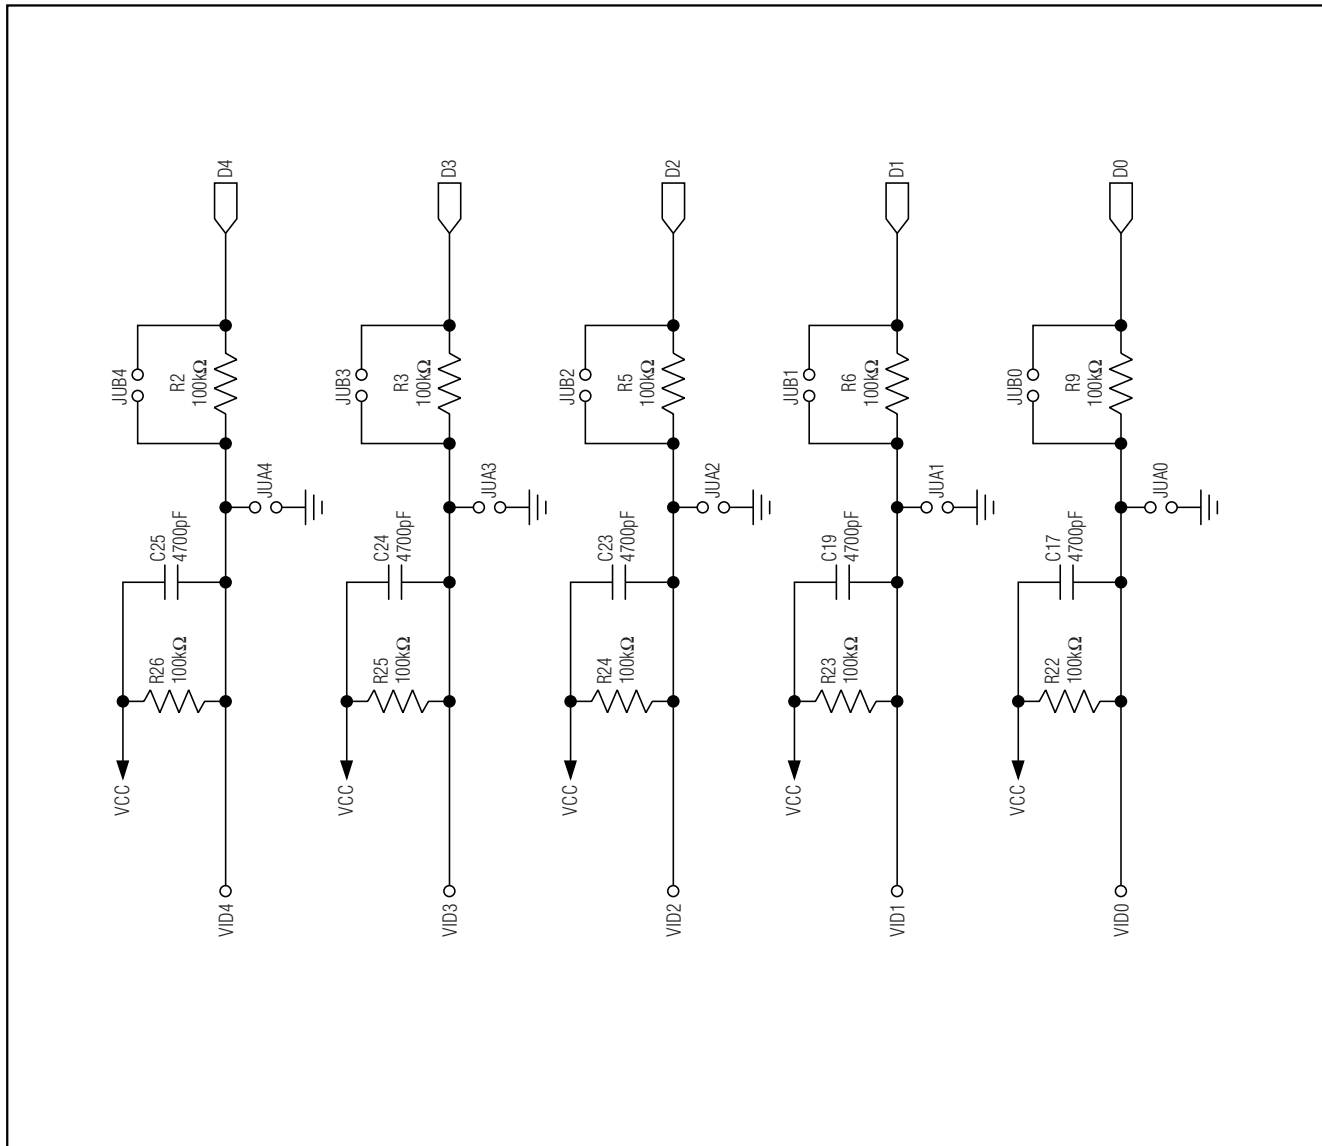 D4
JUB4
R2
100kΩ
JUA4
C25
4700pF
R26
100kΩ
VCC
VID4
D3
JUB3
R3
100kΩ
JUA3
C24
4700pF
R25
100kΩ
VCC
VID3
D2
JUB2
R5
100kΩ
JUA2
C23
4700pF
R24
100kΩ
VCC
VID2
D1
JUB1
R6
100kΩ
JUA1
C19
4700pF
R23
100kΩ
VCC
VID1
D0
JUB0
R9
100kΩ
JUA0
C17
4700pF
R22
100kΩ
VCC
VID0